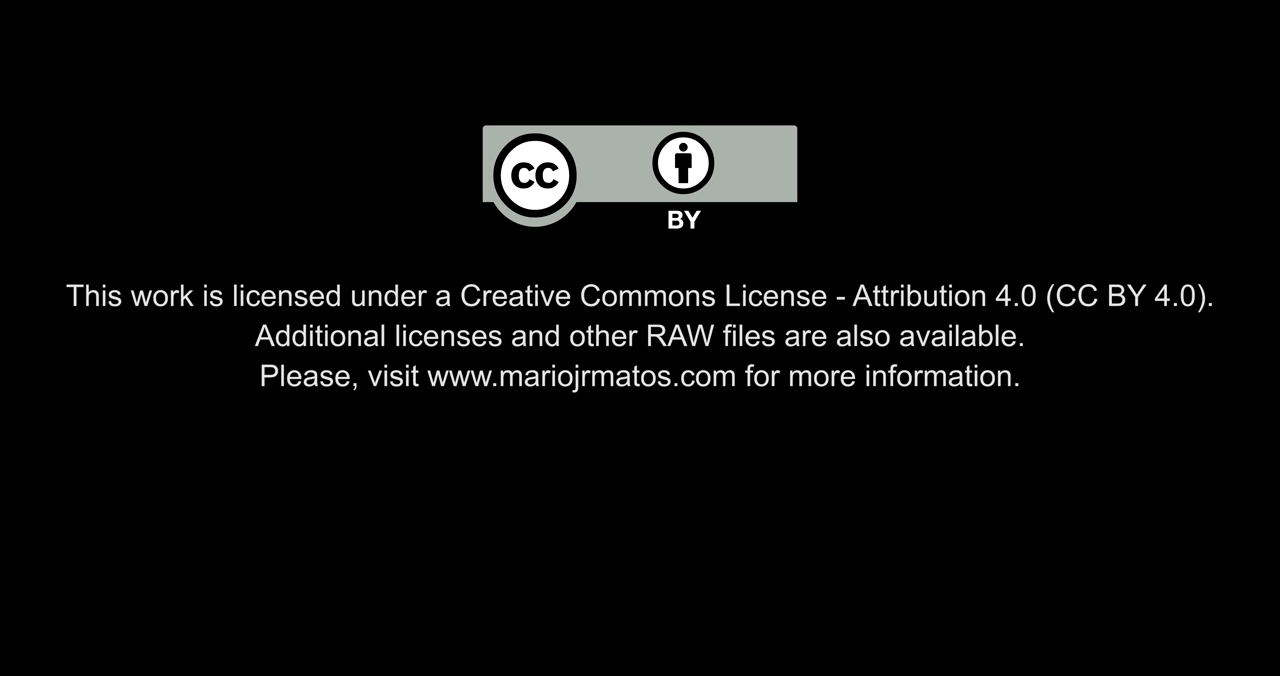 CC
BY
This work is licensed under a Creative Commons License - Attribution 4.0 (CC BY 4.0).
Additional licenses and other RAW files are also available.
Please, visit www.mariojrmatos.com for more information.